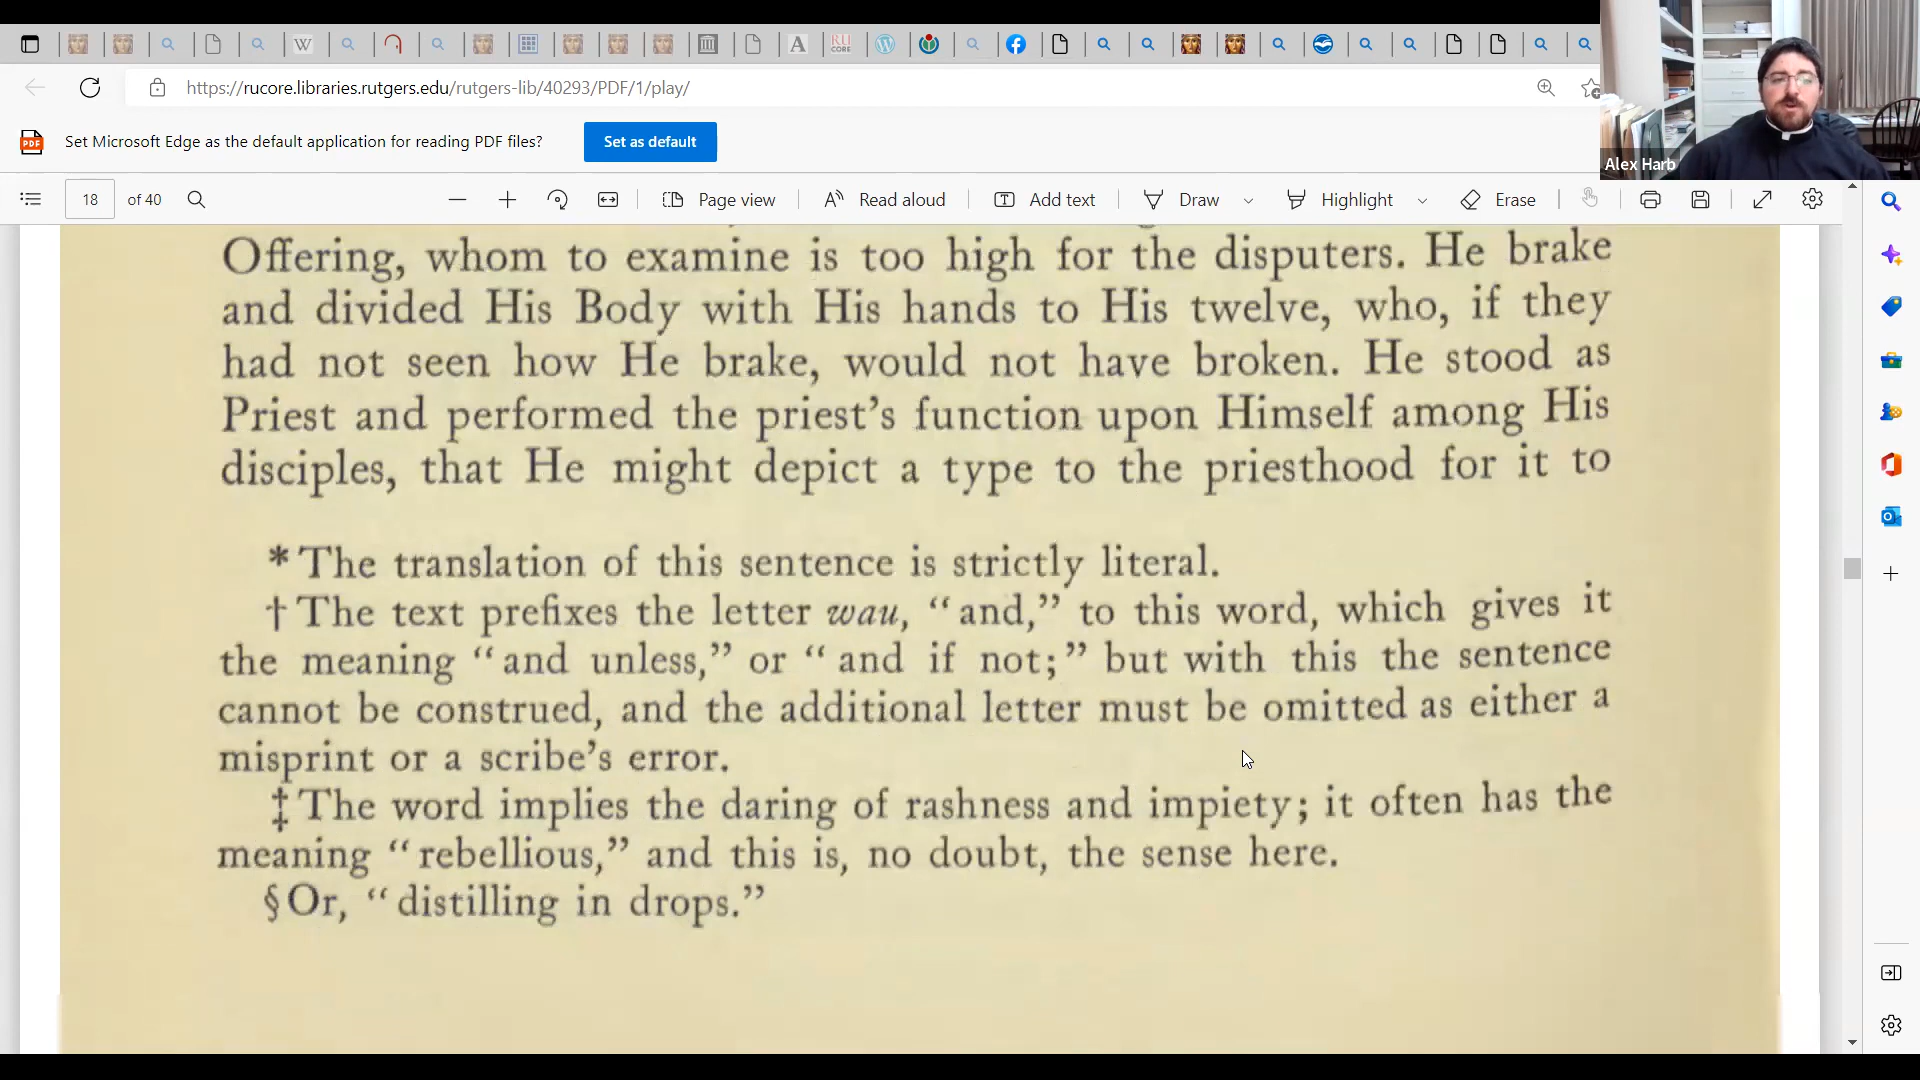 https://rucore.libraries.rutgers.edu/rutgers-lib/40293/PDF/1/play/
Set Microsoft Edge as the default application for reading PDF files?
Set as default
Alex Harb
18 of 40
Page view
Read aloud
Add text
Draw
Highlight
Erase
Offering, whom to examine is too high for the disputers. He brake
and divided His Body with His hands to His twelve, who, if they
had not seen how He brake, would not have broken. He stood as
Priest and performed the priest’s function upon Himself among His
disciples, that He might depict a type to the priesthood for it to
* The translation of this sentence is strictly literal.
† The text prefixes the letter wau, “and,” to this word, which gives it
the meaning “and unless,” or “and if not;” but with this the sentence
cannot be construed, and the additional letter must be omitted as either a
misprint or a scribe’s error.
‡ The word implies the daring of rashness and impiety; it often has the
meaning “rebellious,” and this is, no doubt, the sense here.
§ Or, “distilling in drops.”